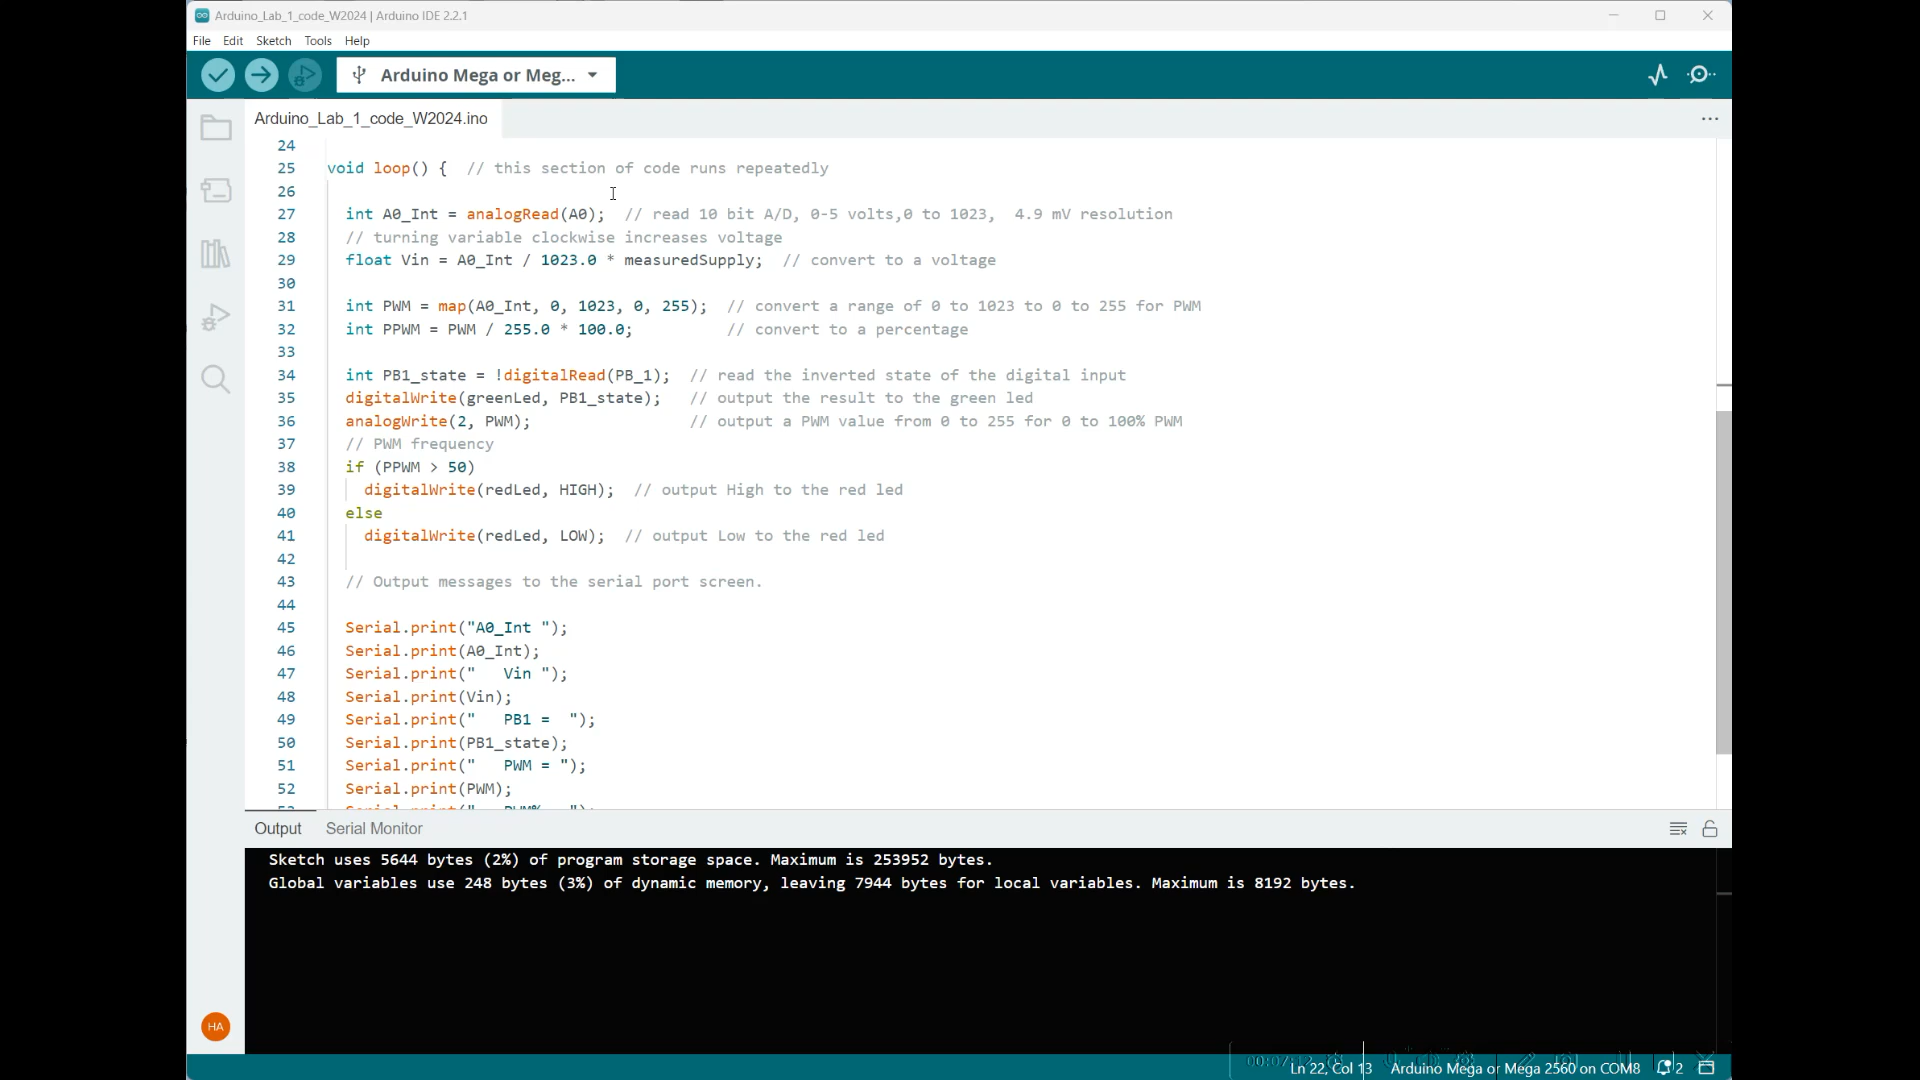 Arduino_Lab_1_code_W2024 | Arduino IDE 2.2.1
File Edit Sketch Tools Help
Arduino Mega or Meg...
Arduino_Lab_1_code_W2024.ino
24
25 void loop() { // this section of code runs repeatedly
26
27 int A0_Int = analogRead(A0); // read 10 bit A/D, 0-5 volts,0 to 1023, 4.9 mV resolution
28 // turning variable clockwise increases voltage
29 float Vin = A0_Int / 1023.0 * measuredSupply; // convert to a voltage
30
31 int PWM = map(A0_Int, 0, 1023, 0, 255); // convert a range of 0 to 1023 to 0 to 255 for PWM
32 int PPWM = PWM / 255.0 * 100.0; // convert to a percentage
33
34 int PB1_state = !digitalRead(PB_1); // read the inverted state of the digital input
35 digitalWrite(greenLed, PB1_state); // output the result to the green led
36 analogWrite(2, PWM); // output a PWM value from 0 to 255 for 0 to 100% PWM
37 // PWM frequency
38 if (PPWM > 50)
39 digitalWrite(redLed, HIGH); // output High to the red led
40 else
41 digitalWrite(redLed, LOW); // output Low to the red led
42
43 // Output messages to the serial port screen.
44
45 Serial.print("A0_Int ");
46 Serial.print(A0_Int);
47 Serial.print("   Vin ");
48 Serial.print(Vin);
49 Serial.print("   PB1 =  ");
50 Serial.print(PB1_state);
51 Serial.print("   PWM = ");
52 Serial.print(PWM);
Output Serial Monitor
Sketch uses 5644 bytes (2%) of program storage space. Maximum is 253952 bytes.
Global variables use 248 bytes (3%) of dynamic memory, leaving 7944 bytes for local variables. Maximum is 8192 bytes.
HA
Ln 22, Col 13 Arduino Mega or Mega 2560 on COM8 2